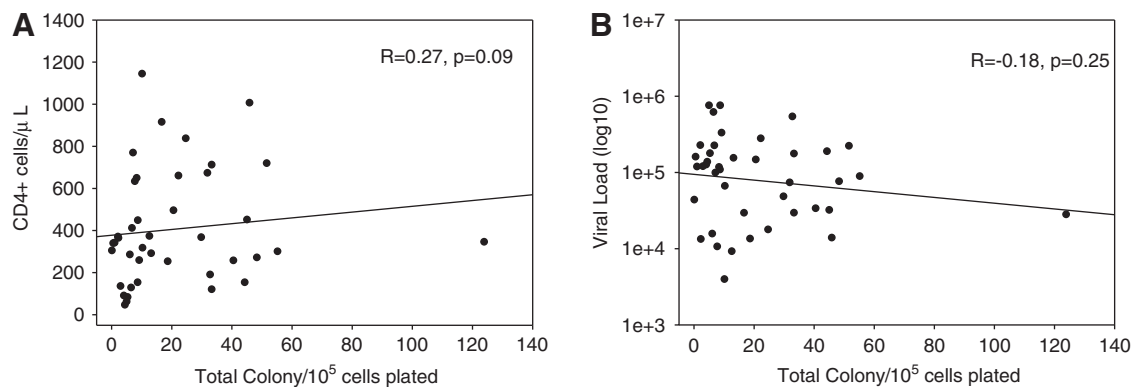 A
1400
1200
1000
800
600
400
200
0
CD4+ cells/μ L
R=0.27, p=0.09
0 20 40 60 80 100 120 140
Total Colony/10⁵ cells plated
B
1e+7
1e+6
1e+5
1e+4
1e+3
Viral Load (log10)
R=-0.18, p=0.25
0 20 40 60 80 100 120 140
Total Colony/10⁵ cells plated